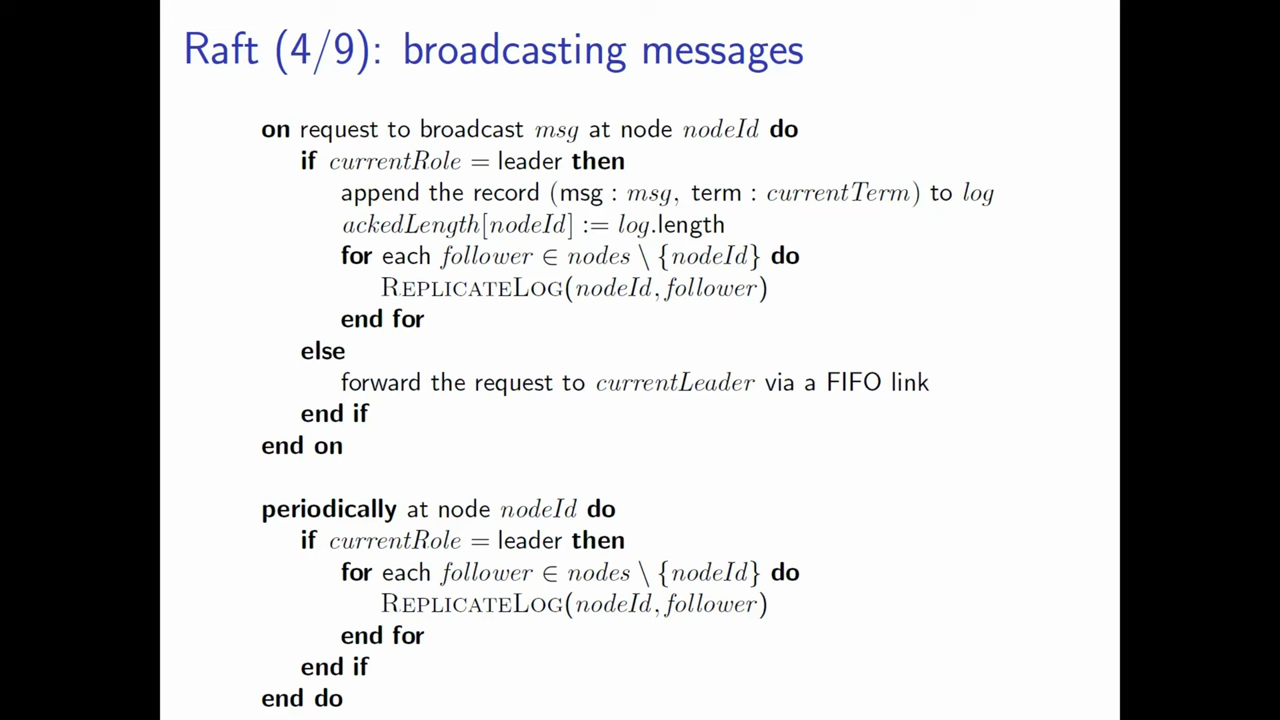 Raft (4/9): broadcasting messages
on request to broadcast msg at node nodeId do
if currentRole = leader then
append the record (msg : msg, term : currentTerm) to log
ackedLength[nodeId] := log.length
for each follower ∈ nodes \ {nodeId} do
REPLICATELOG(nodeId, follower)
end for
else
forward the request to currentLeader via a FIFO link
end if
end on
periodically at node nodeId do
if currentRole = leader then
for each follower ∈ nodes \ {nodeId} do
REPLICATELOG(nodeId, follower)
end for
end if
end do